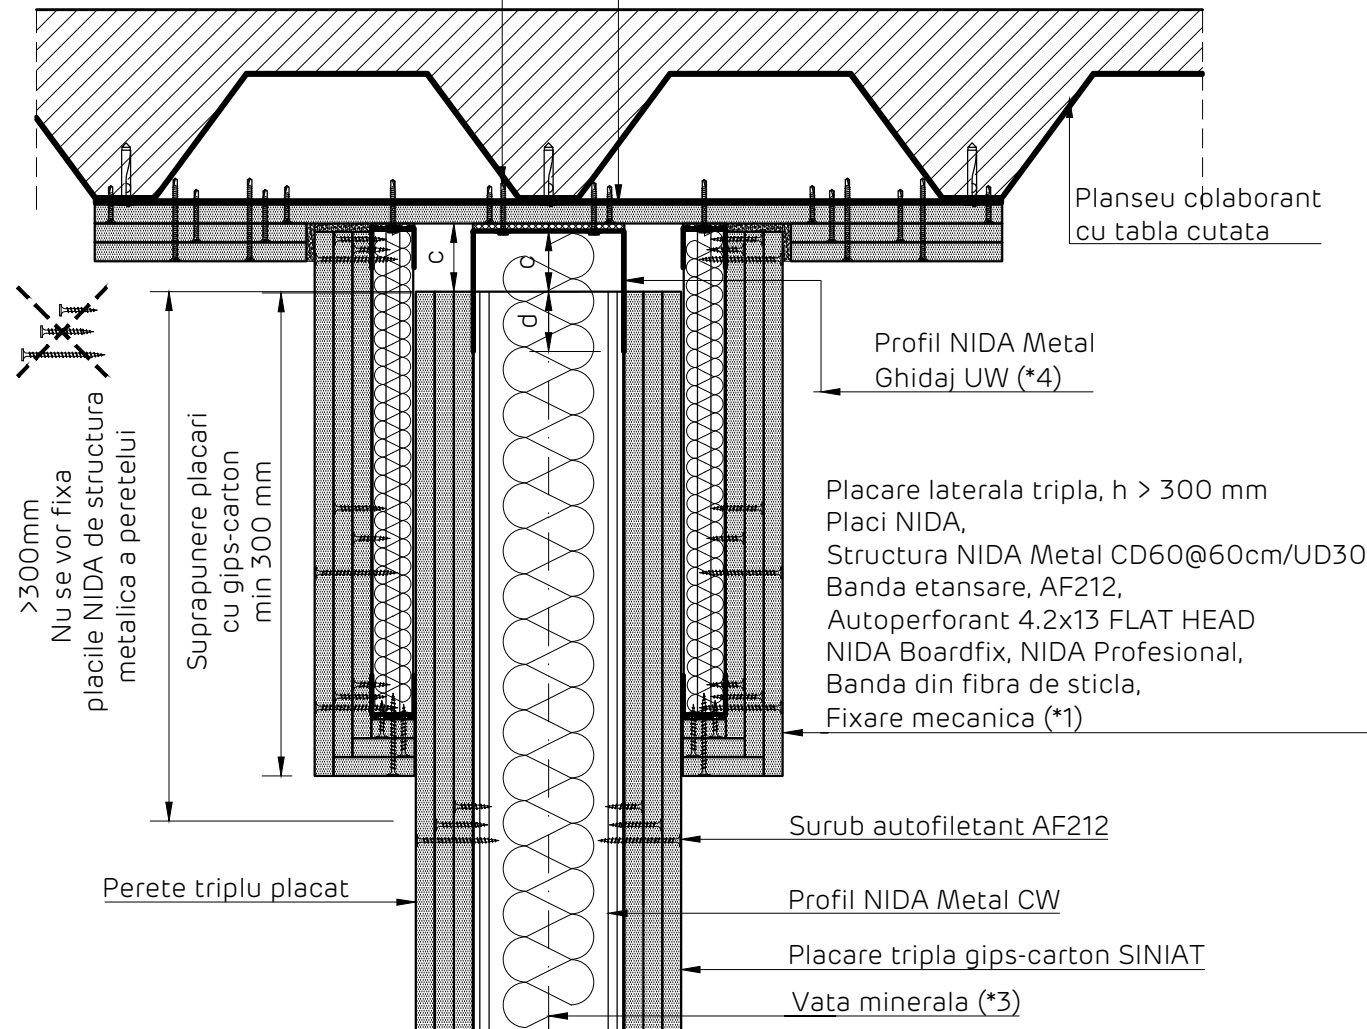 Planseu colaborant
cu tabla cutata
c
c
d
Profil NIDA Metal
Ghidaj UW (*4)
>300mm
Nu se vor fixa
placile NIDA de structura
metalica a peretelui
Suprapunere placari
cu gips-carton
min 300 mm
Placare laterala tripla, h > 300 mm
Placi NIDA,
Structura NIDA Metal CD60@60cm/UD30
Banda etansare, AF212,
Autoperforant 4.2x13 FLAT HEAD
NIDA Boardfix, NIDA Profesional,
Banda din fibra de sticla,
Fixare mecanica (*1)
Surub autofiletant AF212
Perete triplu placat
Profil NIDA Metal CW
Placare tripla gips-carton SINIAT
Vata minerala (*3)